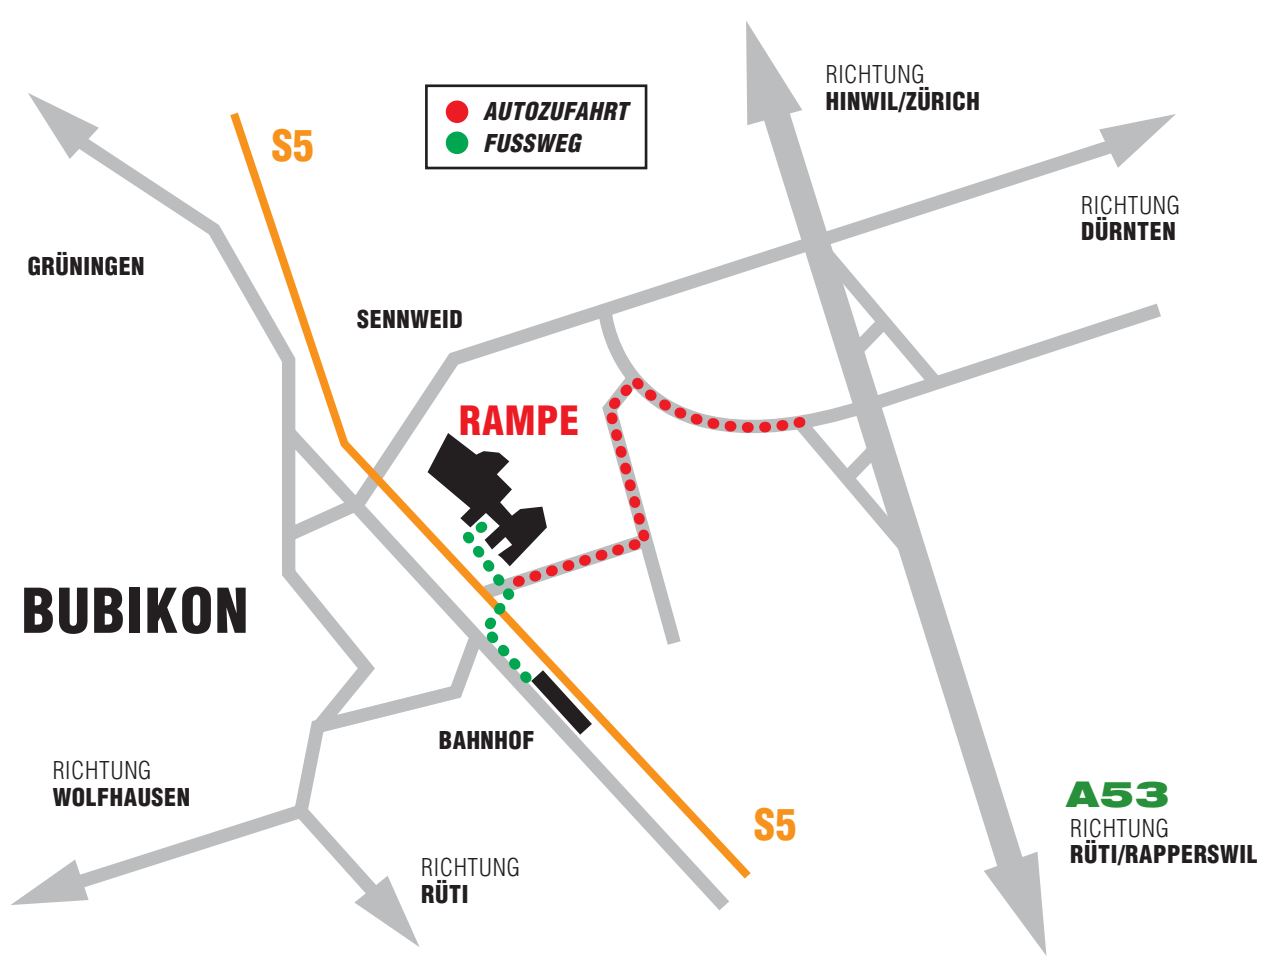 RICHTUNG
HINWIL/ZÜRICH
AUTOZUFAHRT
FUSSWEG
S5
RICHTUNG
DÜRNTEN
GRÜNINGEN
SENNWEID
RAMPE
BUBIKON
BAHNHOF
RICHTUNG
WOLFHAUSEN
A53
RICHTUNG
RÜTI/RAPPERSWIL
S5
RICHTUNG
RÜTI